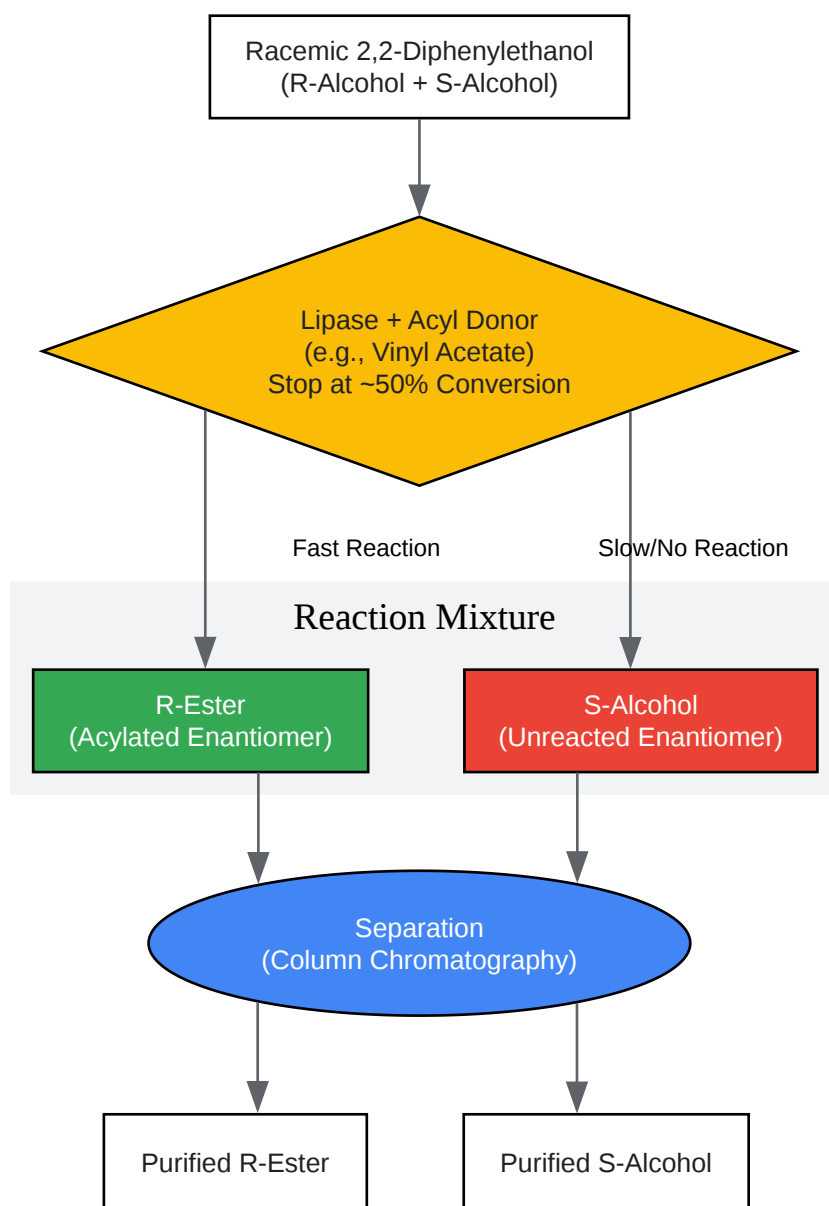 Racemic 2,2-Diphenylethanol
(R-Alcohol + S-Alcohol)
Lipase + Acyl Donor
(e.g., Vinyl Acetate)
Stop at ~50% Conversion
Fast Reaction
Slow/No Reaction
Reaction Mixture
R-Ester
(Acylated Enantiomer)
S-Alcohol
(Unreacted Enantiomer)
Separation
(Column Chromatography)
Purified R-Ester
Purified S-Alcohol